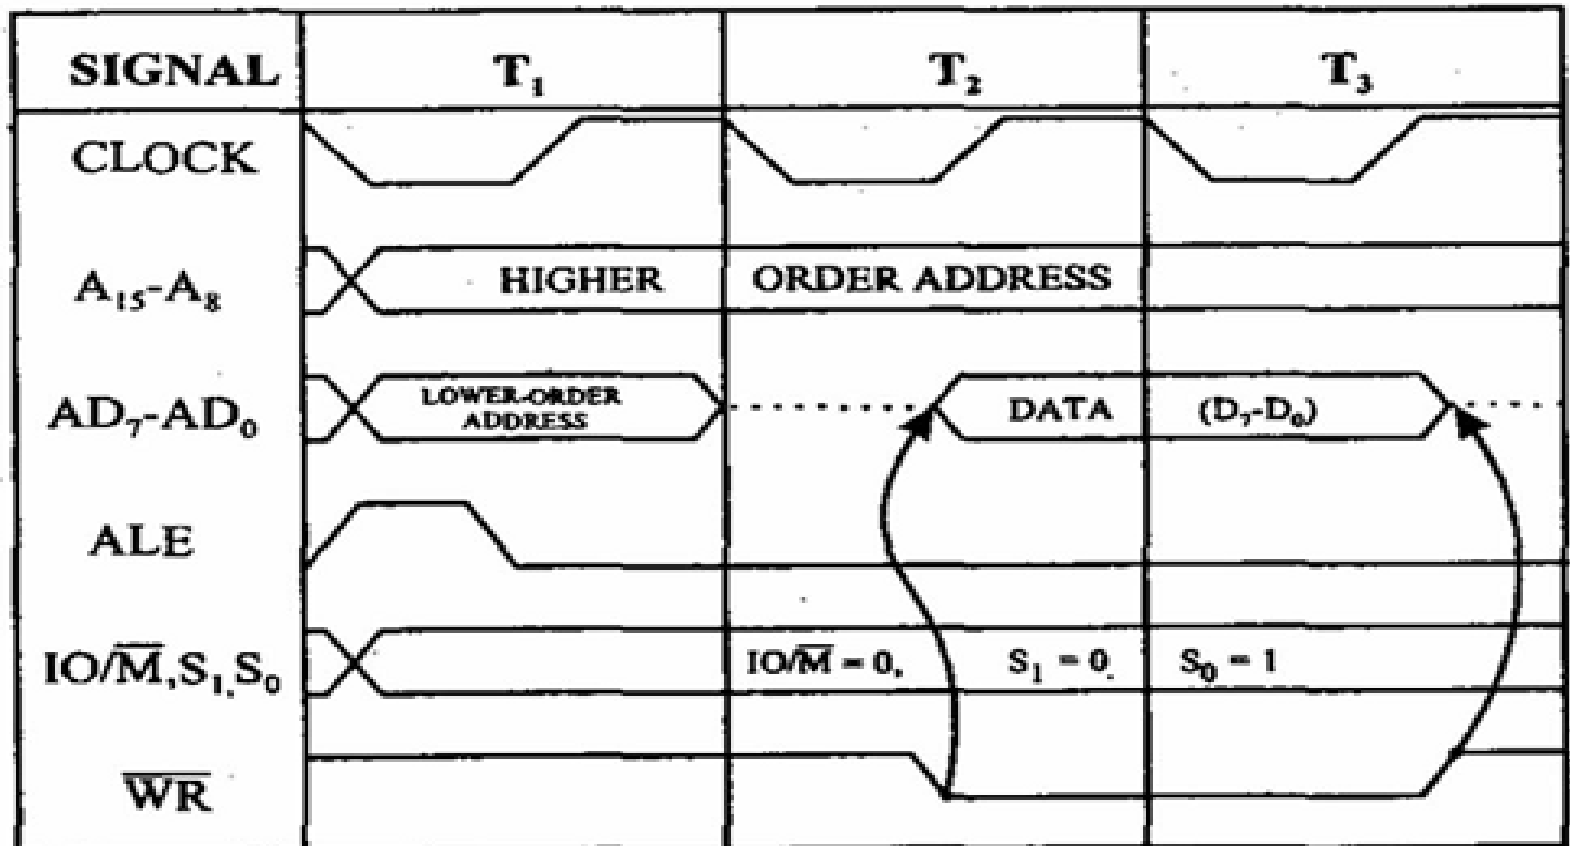 SIGNAL T₁ T₂ T₃
CLOCK
A₁₅-A₈ HIGHER ORDER ADDRESS
AD₇-AD₀ LOWER-ORDER ADDRESS DATA (D₇-D₀)
ALE
IO/M̅,S₁,S₀ IO/M̅ = 0, S₁ = 0. S₀ = 1
W̅R̅